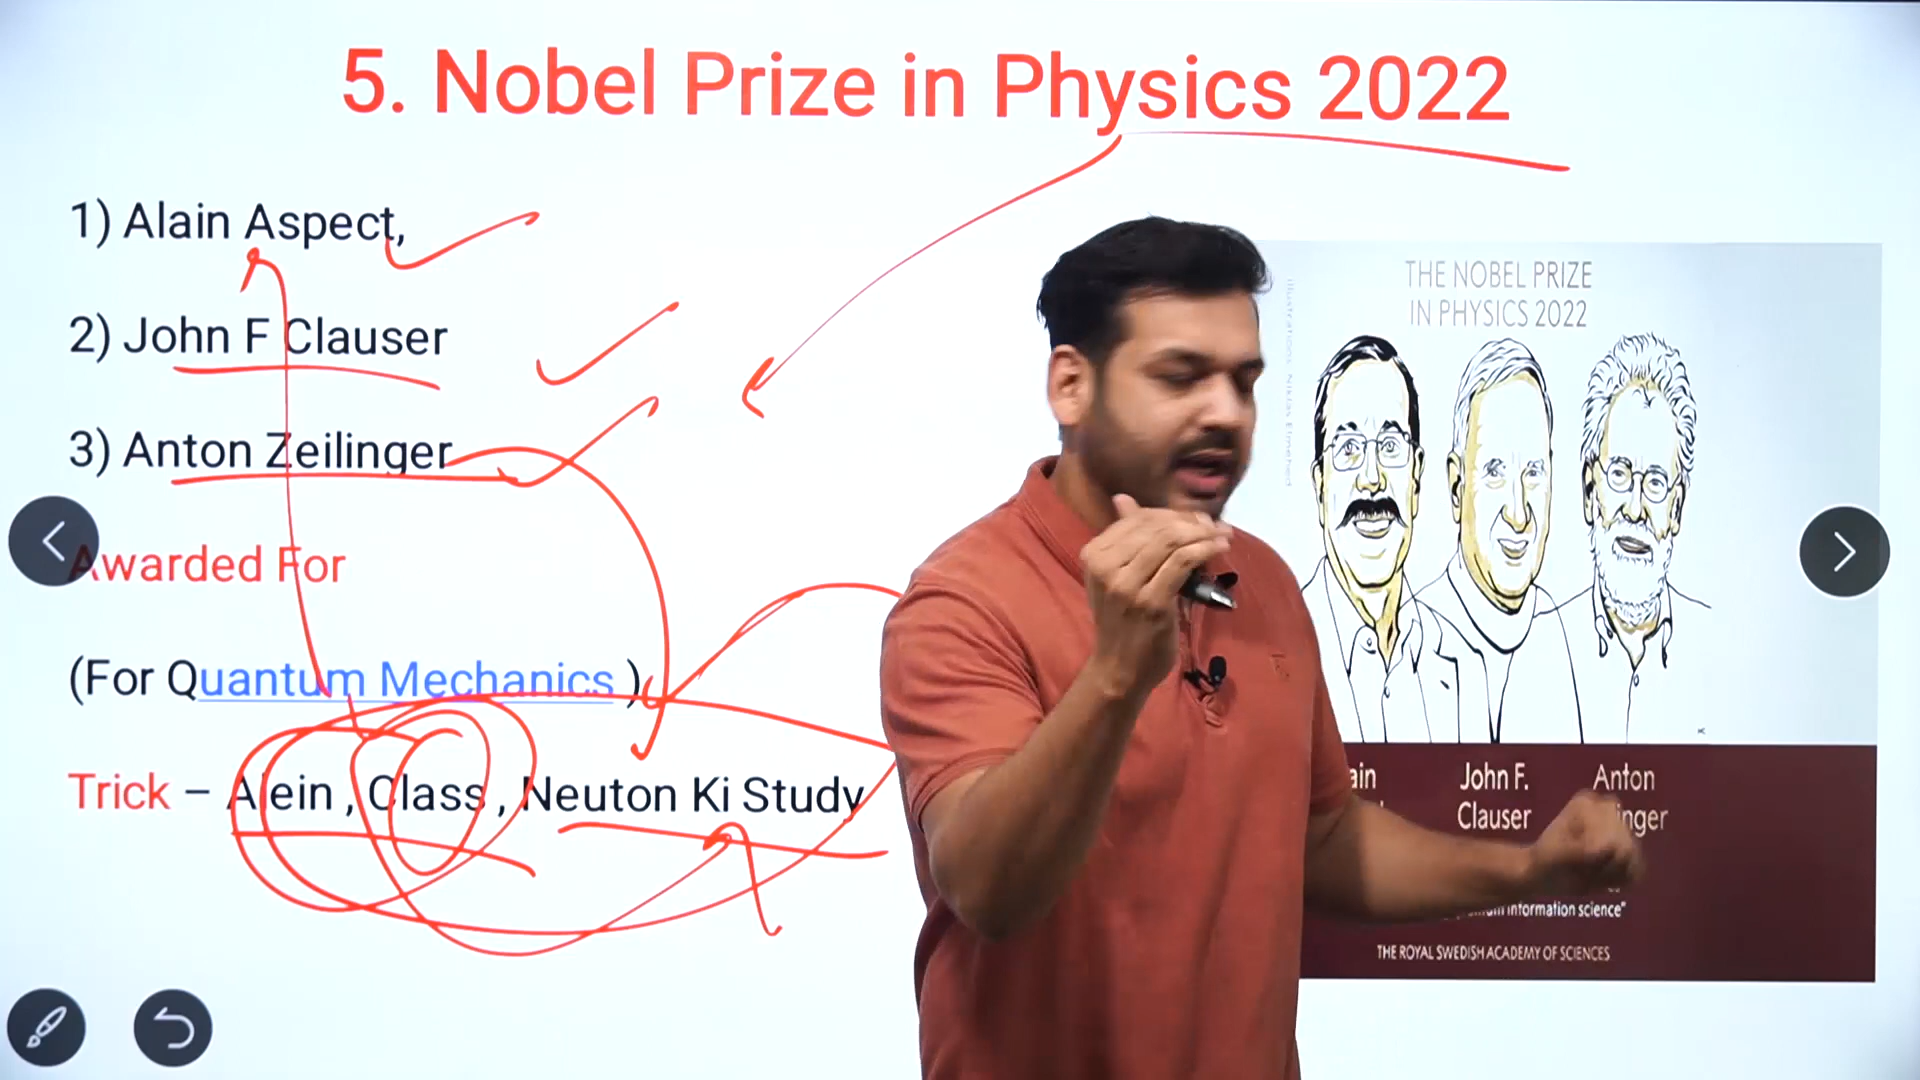 5. Nobel Prize in Physics 2022
1) Alain Aspect,
2) John F Clauser
3) Anton Zeilinger
Awarded For
(For Quantum Mechanics )
Trick – Alein , Class , Neuton Ki Study
THE NOBEL PRIZE
IN PHYSICS 2022
John F.
Clauser
Anton
information science”
THE ROYAL SWEDISH ACADEMY OF SCIENCES